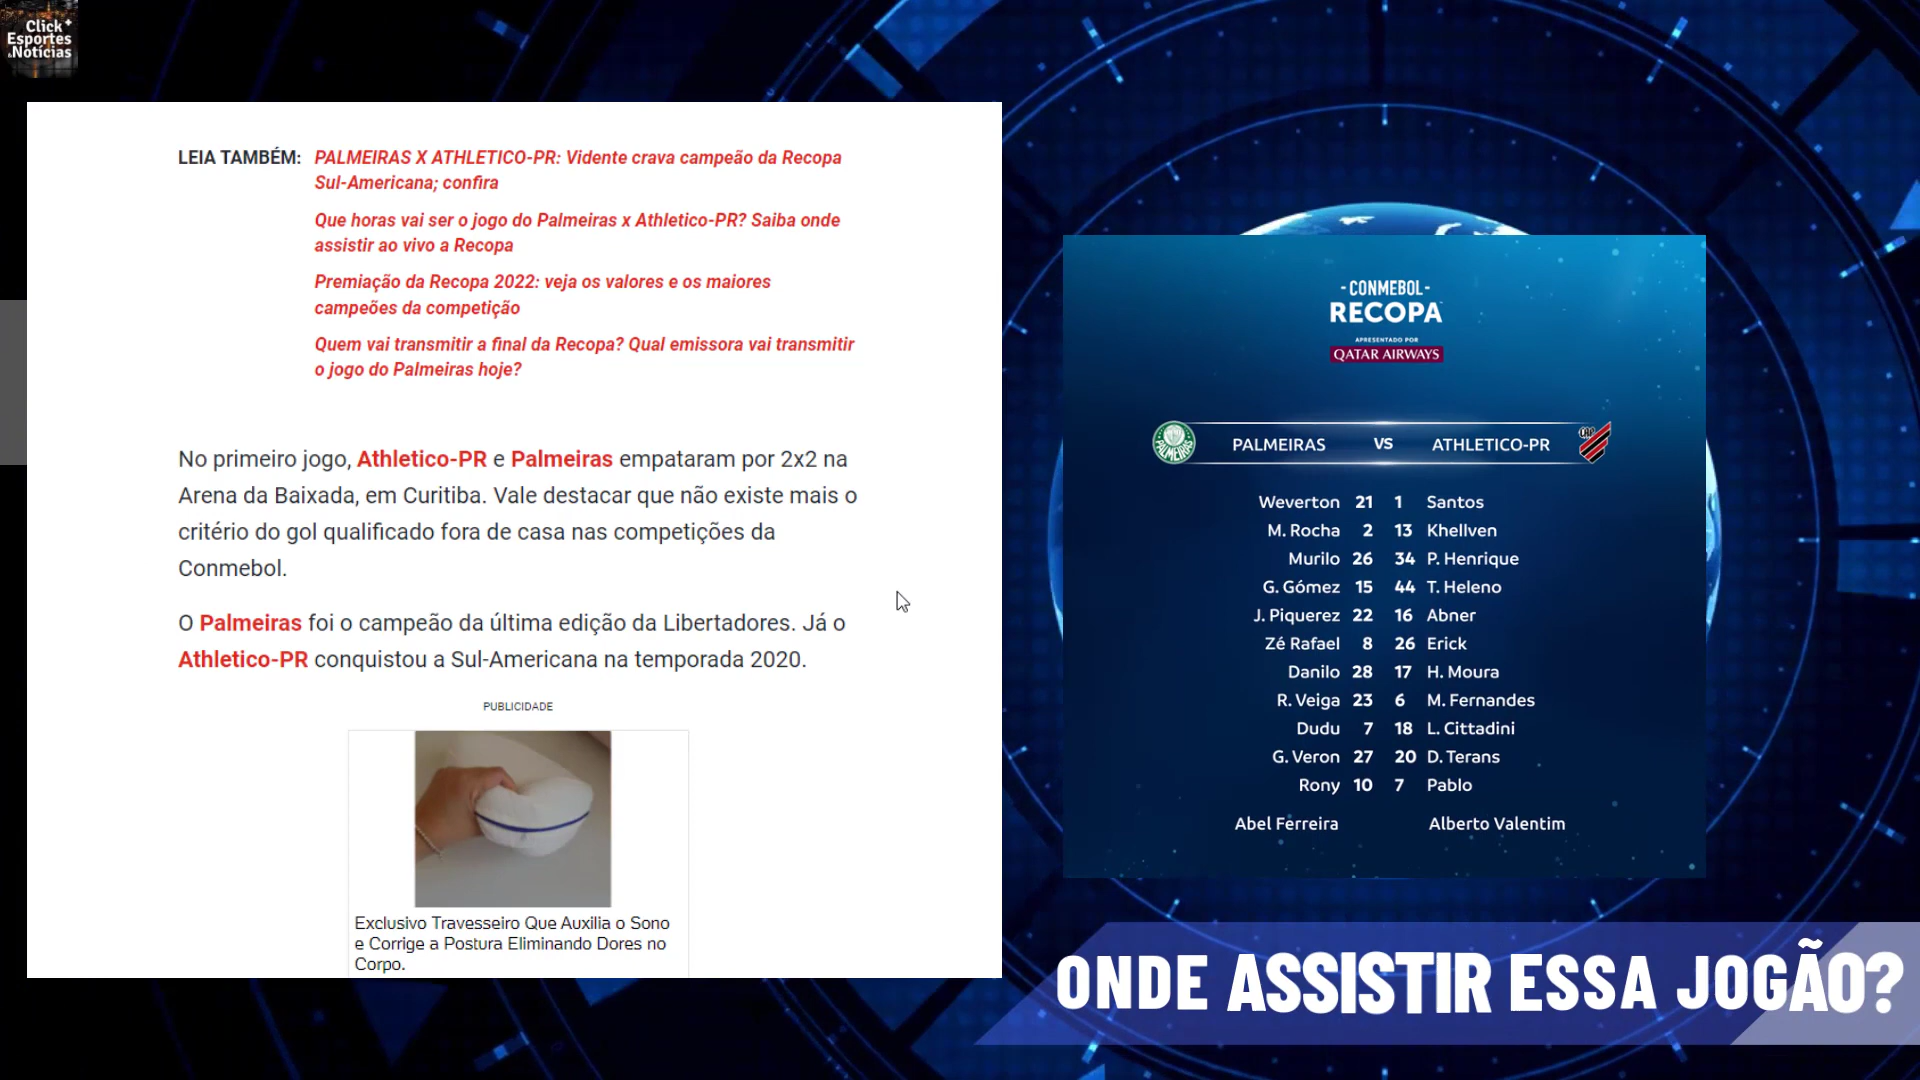 Click+
Esportes
&Notícias
LEIA TAMBÉM: PALMEIRAS X ATHLETICO-PR: Vidente crava campeão da Recopa
Sul-Americana; confira
Que horas vai ser o jogo do Palmeiras x Athletico-PR? Saiba onde
assistir ao vivo a Recopa
Premiação da Recopa 2022: veja os valores e os maiores
campeões da competição
Quem vai transmitir a final da Recopa? Qual emissora vai transmitir
o jogo do Palmeiras hoje?
No primeiro jogo, Athletico-PR e Palmeiras empataram por 2x2 na
Arena da Baixada, em Curitiba. Vale destacar que não existe mais o
critério do gol qualificado fora de casa nas competições da
Conmebol.
O Palmeiras foi o campeão da última edição da Libertadores. Já o
Athletico-PR conquistou a Sul-Americana na temporada 2020.
PUBLICIDADE
Exclusivo Travesseiro Que Auxilia o Sono
e Corrige a Postura Eliminando Dores no
Corpo.
- CONMEBOL -
RECOPA
APRESENTADO POR
QATAR AIRWAYS
PALMEIRAS
PALMEIRAS VS ATHLETICO-PR
CAP
Weverton 21 1 Santos
M. Rocha 2 13 Khellven
Murilo 26 34 P. Henrique
G. Gómez 15 44 T. Heleno
J. Piquerez 22 16 Abner
Zé Rafael 8 26 Erick
Danilo 28 17 H. Moura
R. Veiga 23 6 M. Fernandes
Dudu 7 18 L. Cittadini
G. Veron 27 20 D. Terans
Rony 10 7 Pablo
Abel Ferreira Alberto Valentim
ONDE ASSISTIR ESSA JOGÃO?